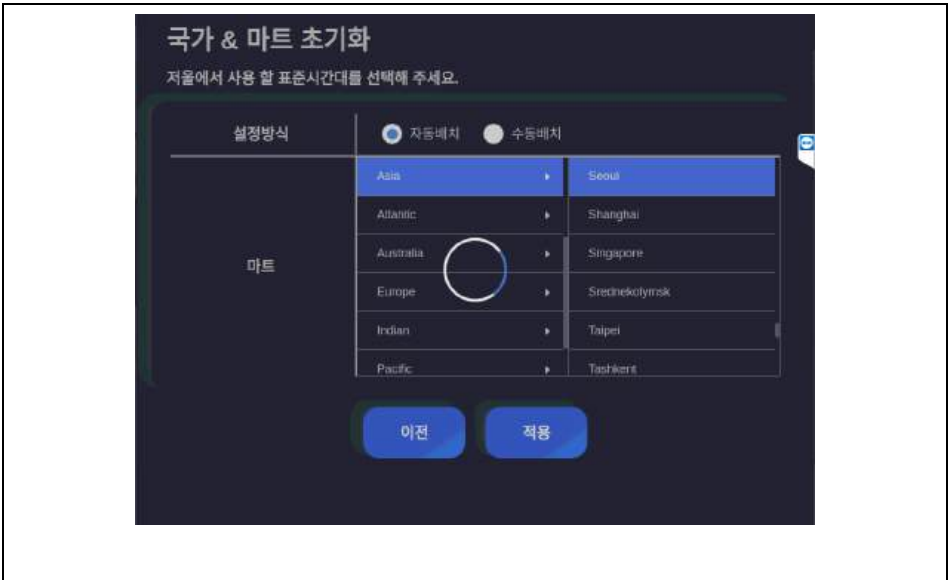 국가 & 마트 초기화
저울에서 사용 할 표준시간대를 선택해 주세요.
설정방식 자동배치 수동배치
마트
Asia Seoul
Atlantic Shanghai
Australia Singapore
Europe Srednekolymsk
Indian Taipei
Pacific Tashkent
이전 적용